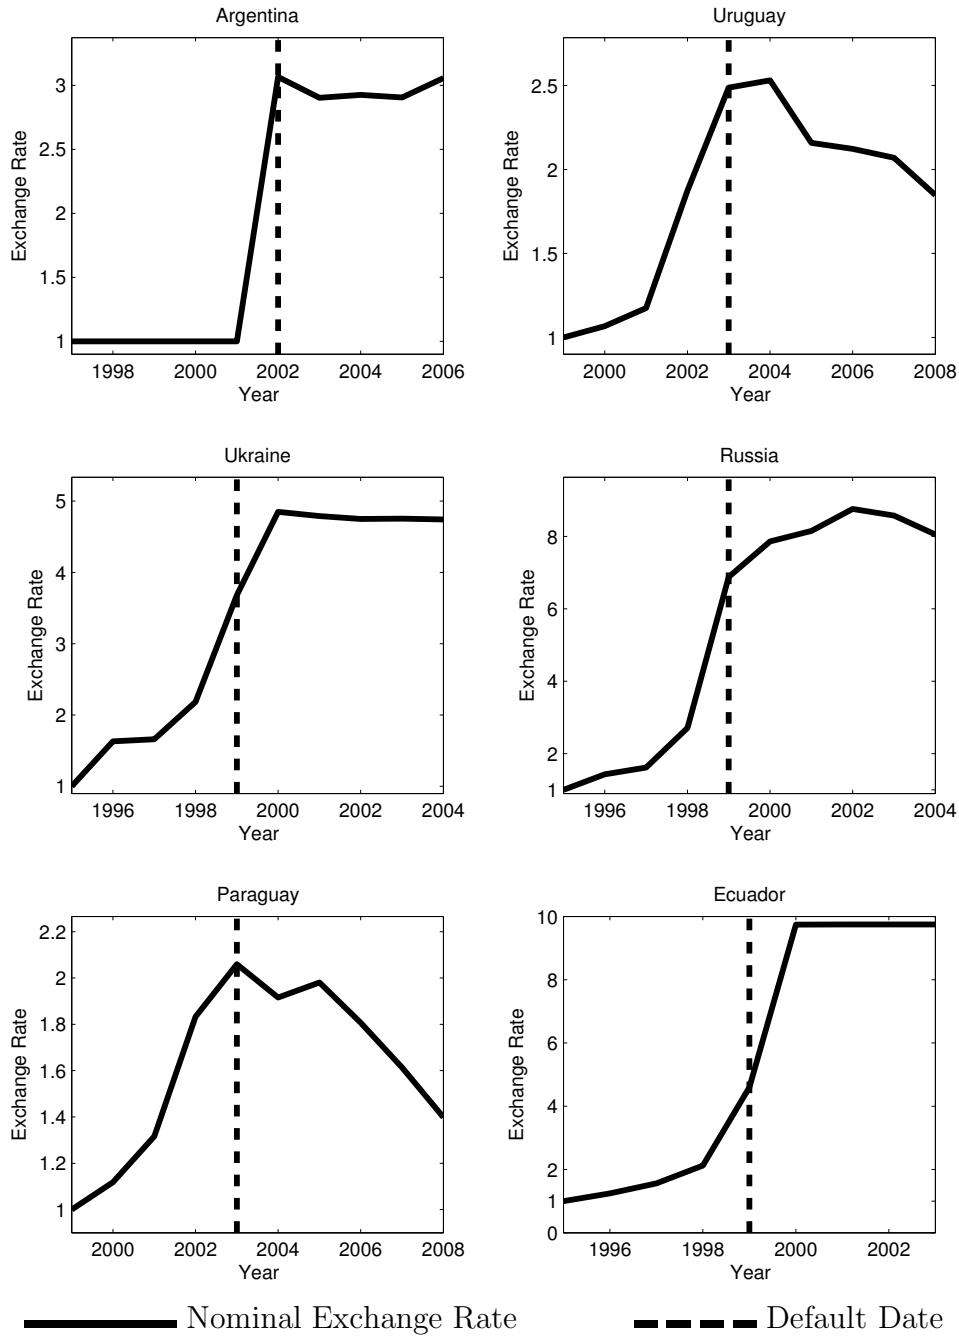 Argentina
Exchange Rate
3
2.5
2
1.5
1
1998 2000 2002 2004 2006
Year
Uruguay
Exchange Rate
2.5
2
1.5
1
2000 2002 2004 2006 2008
Year
Ukraine
Exchange Rate
5
4
3
2
1
1996 1998 2000 2002 2004
Year
Russia
Exchange Rate
8
6
4
2
1
1996 1998 2000 2002 2004
Year
Paraguay
Exchange Rate
2.2
2
1.8
1.6
1.4
1.2
1
2000 2002 2004 2006 2008
Year
Ecuador
Exchange Rate
10
8
6
4
2
1
0
1996 1998 2000 2002
Year
Nominal Exchange Rate Default Date